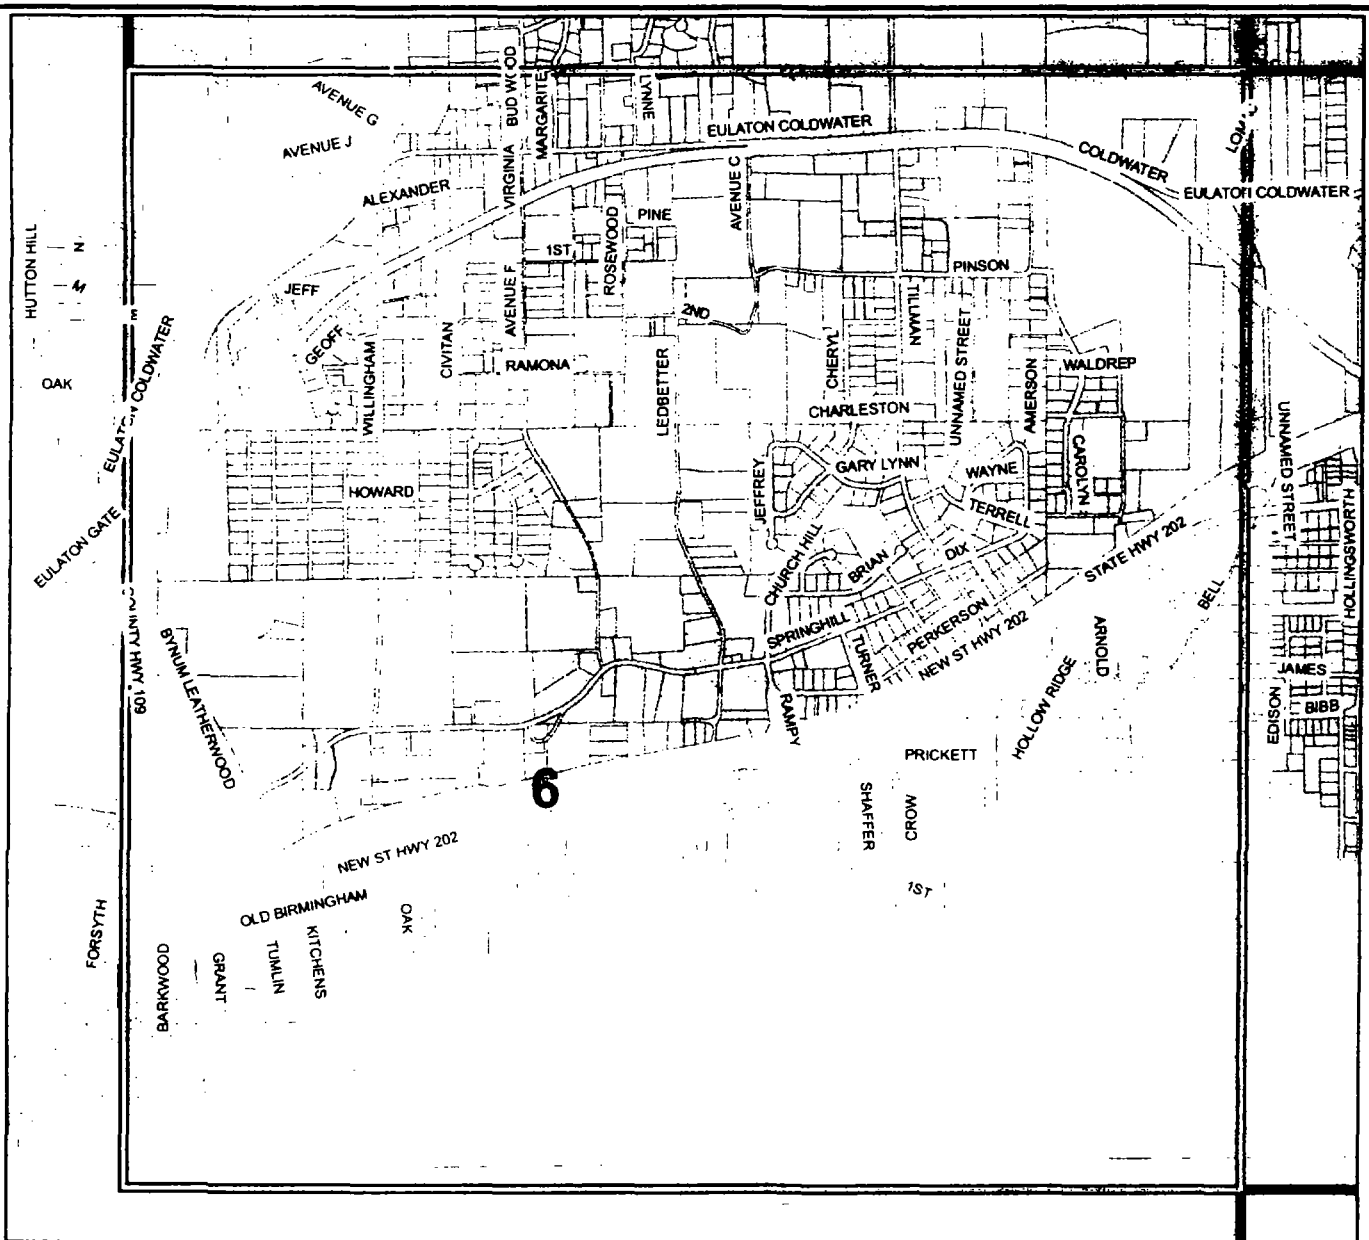 AVENUE G
BUD WOOD
MARGARITE
LYNNE
EULATON COLDWATER
AVENUE J
COLDWATER
ALEXANDER
VIRGINIA
AVENUE C
EULATON COLDWATER
HUTTON HILL
N
M
PINE
1ST
ROSEWOOD
PINSON
JEFF
AVENUE F
2ND
TILLMAN
GEOFF
CIVITAN
WILLINGHAM
RAMONA
LEDBETTER
CHERYL
UNNAMED STREET
AMERSON
WALDREP
OAK
EULATON COLDWATER
CHARLESTON
UNNAMED STREET
HOWARD
JEFFREY
GARY LYNN
WAYNE
CAROLYN
TERRELL
HOLLINGSWORTH
EULATON GATE
CHURCH HILL
BRIAN
DIX
STATE HWY 202
BELL
BYNUM LEATHERWOOD
HWY 109
SPRINGHILL
TURNER
PERKERSON
NEW ST HWY 202
ARNOLD
JAMES
BIBB
EDISON
RAMPY
HOLLOW RIDGE
PRICKETT
6
SHAFFER
CROW
NEW ST HWY 202
1ST
OLD BIRMINGHAM
OAK
FORSYTH
BARKWOOD
GRANT
TUMLIN
KITCHENS